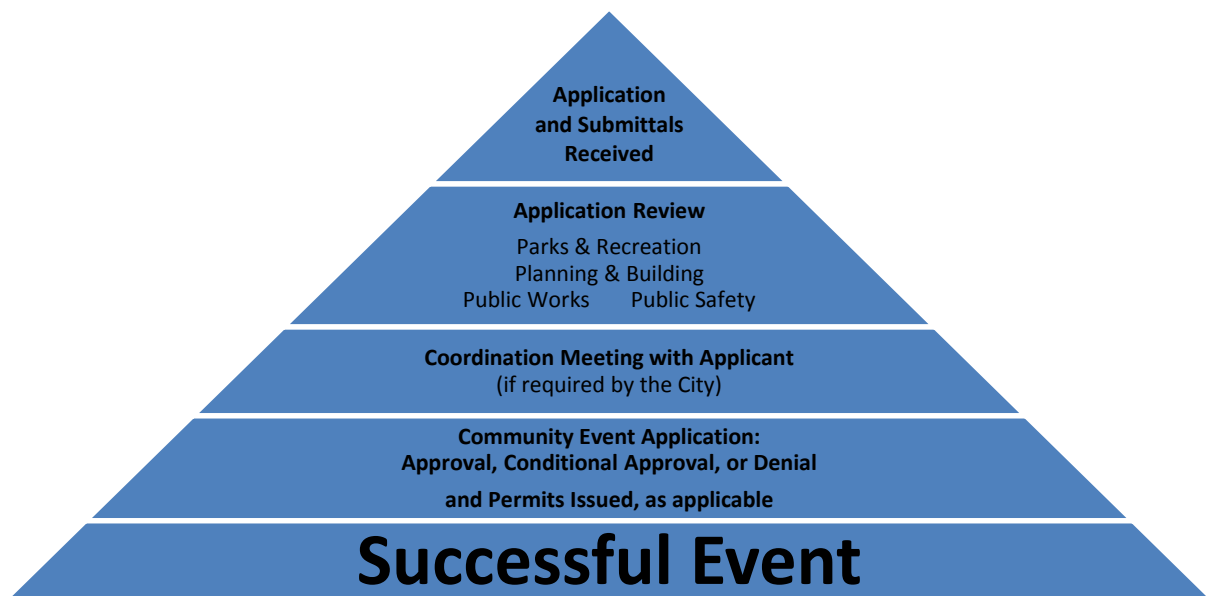 Application
and Submittals
Received
Application Review
Parks & Recreation
Planning & Building
Public Works Public Safety
Coordination Meeting with Applicant
(if required by the City)
Community Event Application:
Approval, Conditional Approval, or Denial
and Permits Issued, as applicable
Successful Event